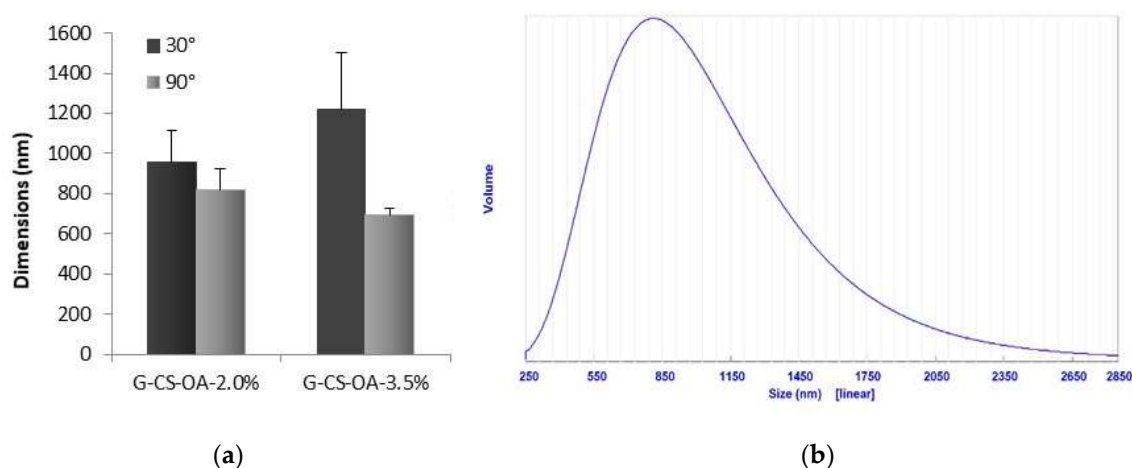 1600
1400
1200
1000
800
600
400
200
0
Dimensions (nm)
30°
90°
G-CS-OA-2.0% G-CS-OA-3.5%
(a)
Volume
250 550 850 1150 1450 1750 2050 2350 2650 2850
Size (nm) [linear]
(b)